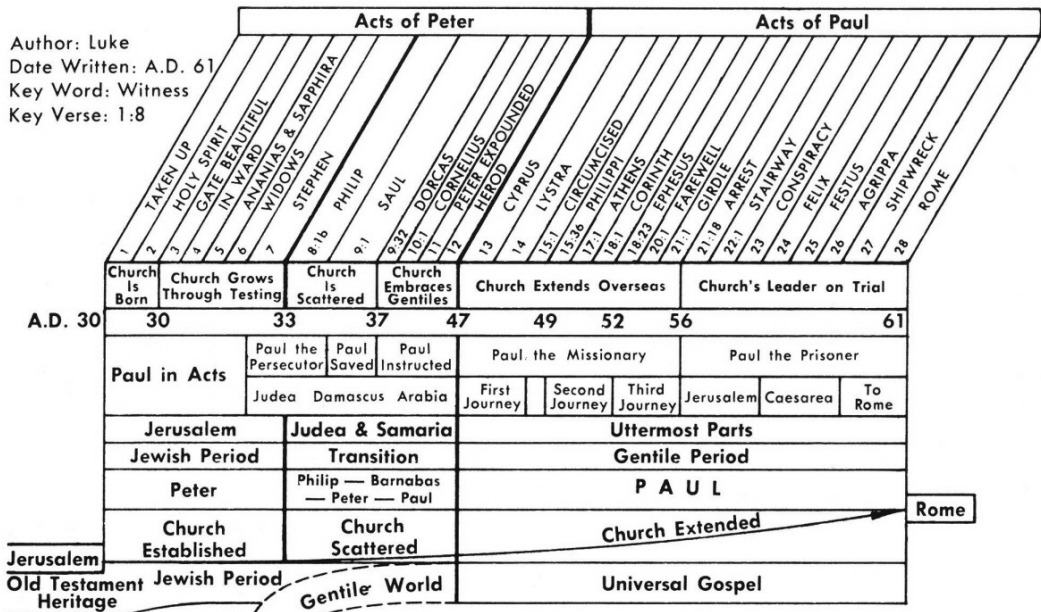 Acts of Peter
Acts of Paul
Author: Luke
Date Written: A.D. 61
Key Word: Witness
Key Verse: 1:8
TAKEN UP
HOLY SPIRIT
GATE BEAUTIFUL
IN WARD
ANANIAS & SAPPHIRA
WIDOWS
STEPHEN
PHILIP
SAUL
DORCAS
CORNELIUS
PETER EXPOUNDED
HEROD
CYPRUS
LYSTRA
CIRCUMCISED
PHILIPPI
ATHENS
CORINTH
EPHESUS
FAREWELL
GIRDLE
ARREST
STAIRWAY
CONSPIRACY
FELIX
FESTUS
AGRIPPA
SHIPWRECK
ROME
1 2 3 4 5 6 7 8:1b 9:1 9:32 10:1 11 12 13 14 15:1 15:36 17:1 18:1 18:23 20:1 21:1 21:18 22:1 23 24 25 26 27 28
Church Is Born
Church Grows Through Testing
Church Is Scattered
Church Embraces Gentiles
Church Extends Overseas
Church's Leader on Trial
A.D. 30 30 33 37 47 49 52 56 61
Paul in Acts
Paul the Persecutor
Paul Saved
Paul Instructed
Paul the Missionary
Paul the Prisoner
Judea Damascus Arabia
First Journey
Second Journey
Third Journey
Jerusalem
Caesarea
To Rome
Jerusalem
Judea & Samaria
Uttermost Parts
Jewish Period
Transition
Gentile Period
Peter
Philip — Barnabas
— Peter — Paul
PAUL
Rome
Church Established
Church Scattered
Church Extended
Jerusalem
Old Testament Heritage
Jewish Period
Gentile World
Universal Gospel